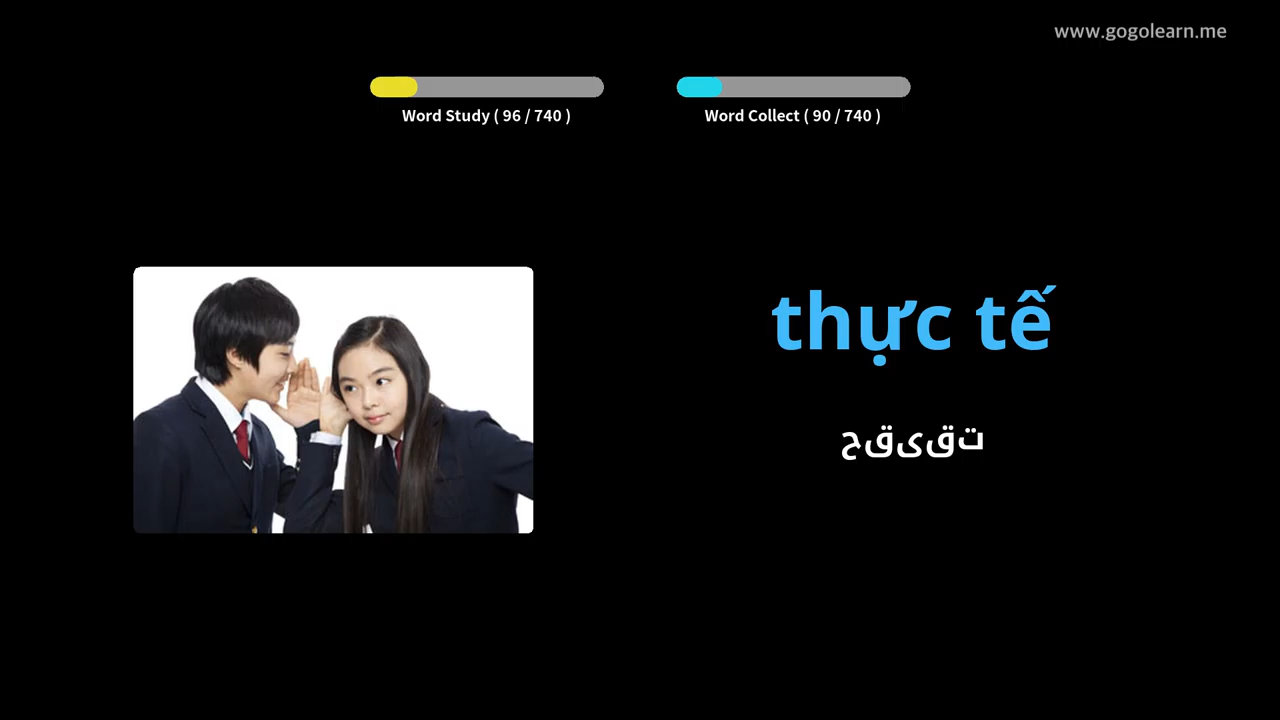 www.gogolearn.me
Word Study ( 96 / 740 )
Word Collect ( 90 / 740 )
thực tế
حقیقت